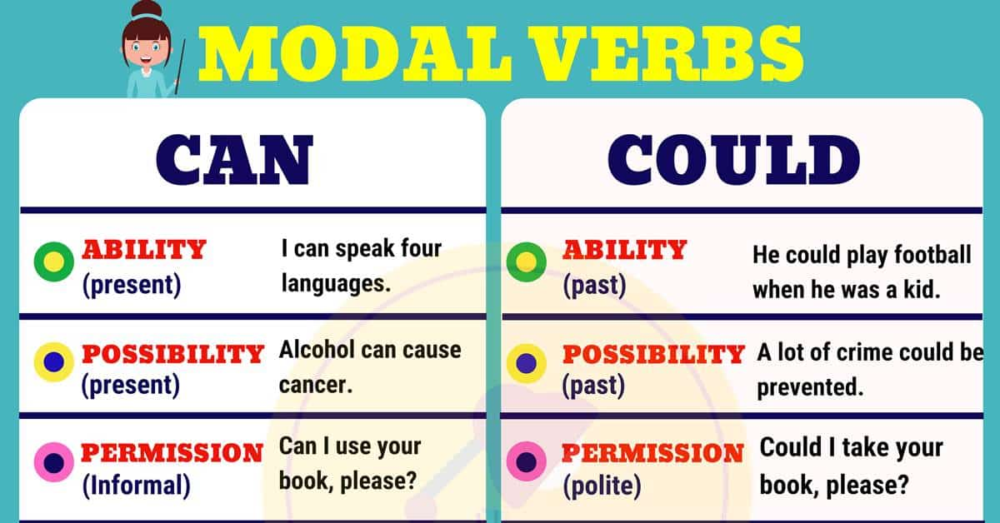 MODAL VERBS
CAN
ABILITY
(present)
I can speak four
languages.
POSSIBILITY
(present)
Alcohol can cause
cancer.
PERMISSION
(Informal)
Can I use your
book, please?
COULD
ABILITY
(past)
He could play football
when he was a kid.
POSSIBILITY
(past)
A lot of crime could be
prevented.
PERMISSION
(polite)
Could I take your
book, please?